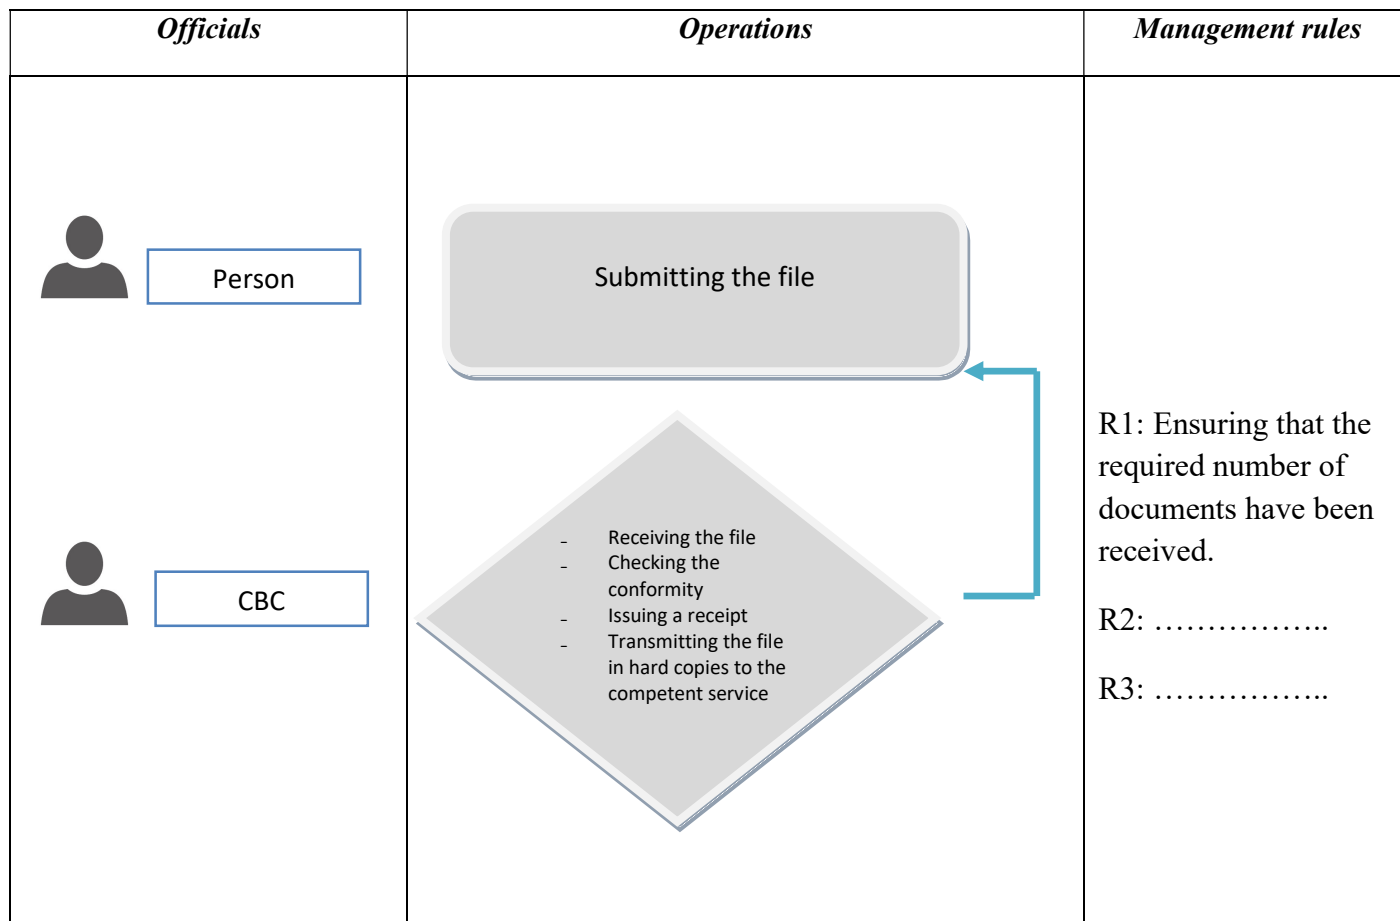 Officials
Operations
Management rules
Person
Submitting the file
CBC
- Receiving the file
- Checking the
conformity
- Issuing a receipt
- Transmitting the file
in hard copies to the
competent service
R1: Ensuring that the
required number of
documents have been
received.
R2: ……………..
R3: ……………..